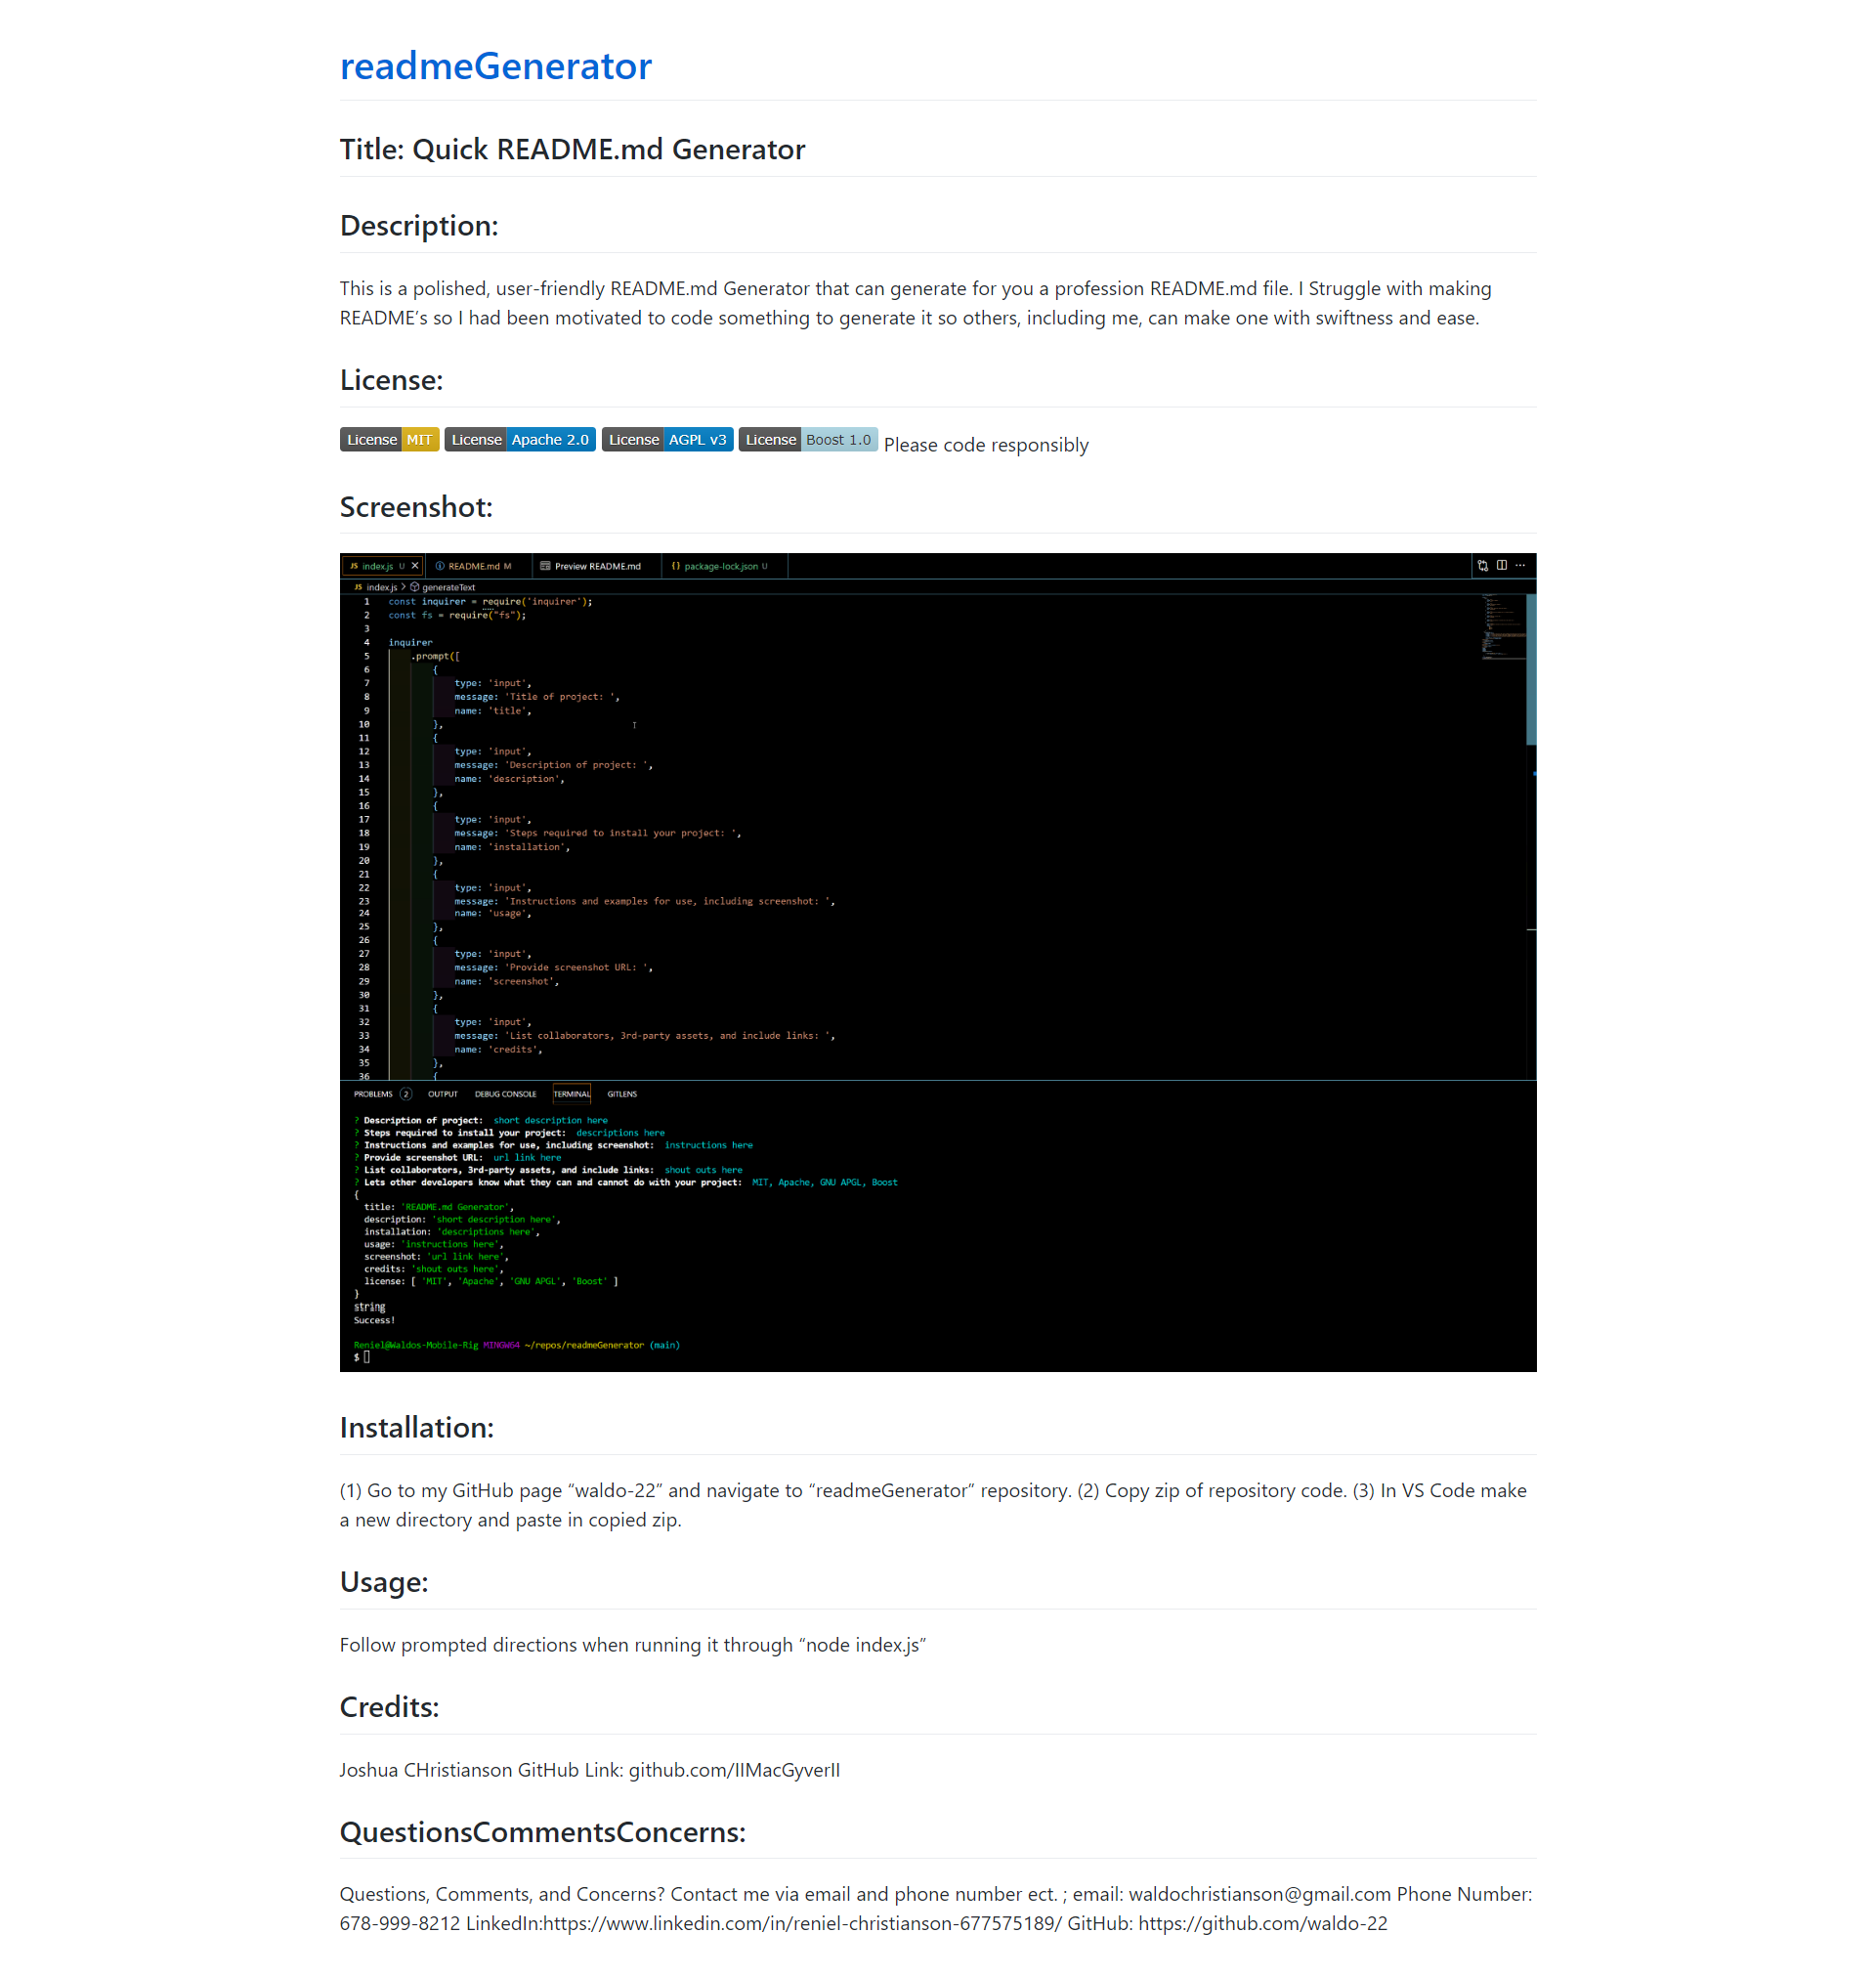 readmeGenerator
Title: Quick README.md Generator
Description:
This is a polished, user-friendly README.md Generator that can generate for you a profession README.md file. I Struggle with making
README’s so I had been motivated to code something to generate it so others, including me, can make one with swiftness and ease.
License:
License MIT License Apache 2.0 License AGPL v3 License Boost 1.0 Please code responsibly
Screenshot:
JS index.js U README.md M Preview README.md {} package-lock.json U
JS index.js > generateText
1 const inquirer = require('inquirer');
2 const fs = require("fs");
3
4 inquirer
5 .prompt([
6 {
7 type: 'input',
8 message: 'Title of project: ',
9 name: 'title',
10 },
11 {
12 type: 'input',
13 message: 'Description of project: ',
14 name: 'description',
15 },
16 {
17 type: 'input',
18 message: 'Steps required to install your project: ',
19 name: 'installation',
20 },
21 {
22 type: 'input',
23 message: 'Instructions and examples for use, including screenshot: ',
24 name: 'usage',
25 },
26 {
27 type: 'input',
28 message: 'Provide screenshot URL: ',
29 name: 'screenshot',
30 },
31 {
32 type: 'input',
33 message: 'List collaborators, 3rd-party assets, and include links: ',
34 name: 'credits',
35 },
36 {
PROBLEMS 2 OUTPUT DEBUG CONSOLE TERMINAL GITLENS
? Description of project: short description here
? Steps required to install your project: descriptions here
? Instructions and examples for use, including screenshot: instructions here
? Provide screenshot URL: url link here
? List collaborators, 3rd-party assets, and include links: shout outs here
? Lets other developers know what they can and cannot do with your project: MIT, Apache, GNU APGL, Boost
{
title: 'README.md Generator',
description: 'short description here',
installation: 'descriptions here',
usage: 'instructions here',
screenshot: 'url link here',
credits: 'shout outs here',
license: [ 'MIT', 'Apache', 'GNU APGL', 'Boost' ]
}
string
Success!
Reniel@Waldos-Mobile-Rig MINGW64 ~/repos/readmeGenerator (main)
$
Installation:
(1) Go to my GitHub page “waldo-22” and navigate to “readmeGenerator” repository. (2) Copy zip of repository code. (3) In VS Code make
a new directory and paste in copied zip.
Usage:
Follow prompted directions when running it through “node index.js”
Credits:
Joshua CHristianson GitHub Link: github.com/IIMacGyverII
QuestionsCommentsConcerns:
Questions, Comments, and Concerns? Contact me via email and phone number ect. ; email: waldochristianson@gmail.com Phone Number:
678-999-8212 LinkedIn:https://www.linkedin.com/in/reniel-christianson-677575189/ GitHub: https://github.com/waldo-22